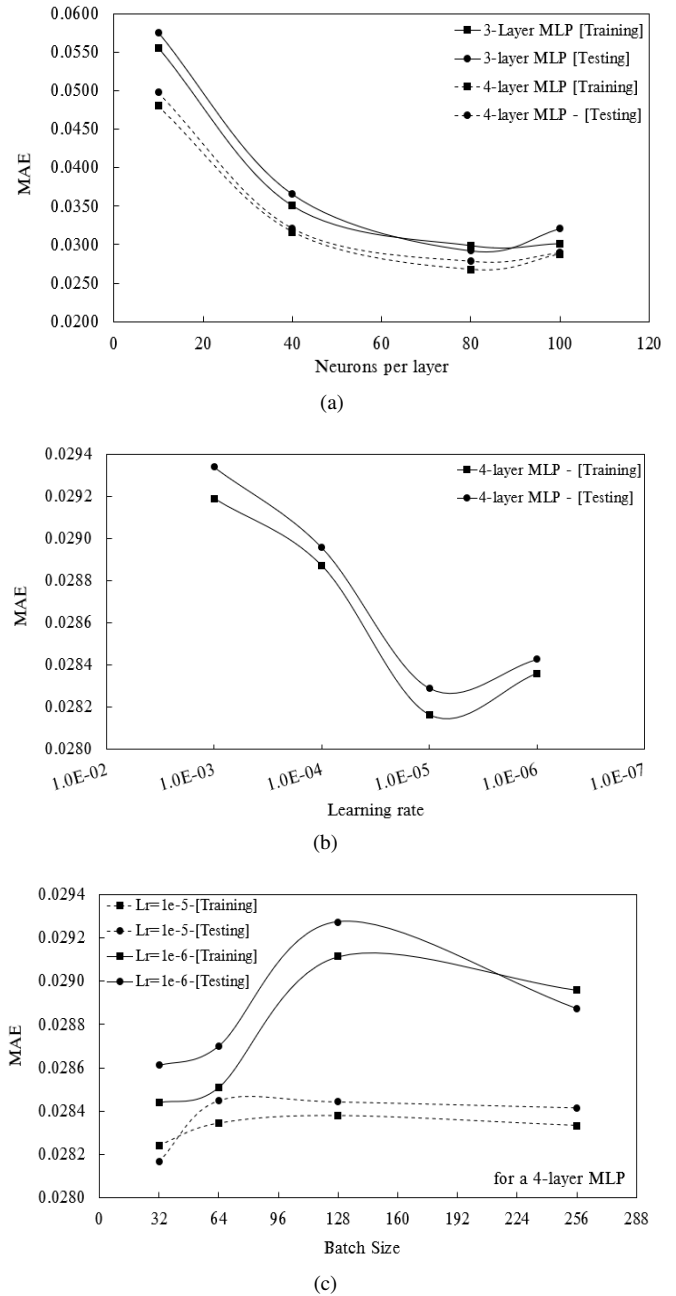 0.0600
0.0550
0.0500
0.0450
0.0400
0.0350
0.0300
0.0250
0.0200
MAE
3-Layer MLP [Training]
3-layer MLP [Testing]
4-layer MLP [Training]
4-layer MLP - [Testing]
0 20 40 60 80 100 120
Neurons per layer
(a)
0.0294
0.0292
0.0290
0.0288
0.0286
0.0284
0.0282
0.0280
MAE
4-layer MLP - [Training]
4-layer MLP - [Testing]
1.0E-02 1.0E-03 1.0E-04 1.0E-05 1.0E-06 1.0E-07
Learning rate
(b)
0.0294
0.0292
0.0290
0.0288
0.0286
0.0284
0.0282
0.0280
MAE
Lr=1e-5-[Training]
Lr=1e-5-[Testing]
Lr=1e-6-[Training]
Lr=1e-6-[Testing]
for a 4-layer MLP
0 32 64 96 128 160 192 224 256 288
Batch Size
(c)